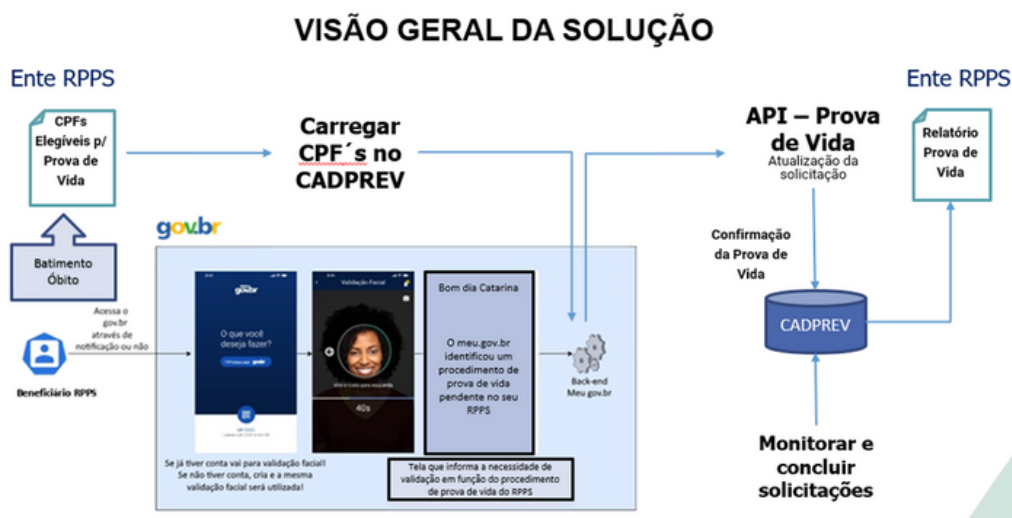 VISÃO GERAL DA SOLUÇÃO
Ente RPPS
CPFs
Elegíveis p/
Prova de
Vida
Batimento
Óbito
Carregar
CPF´s no
CADPREV
API – Prova
de Vida
Atualização da
solicitação
Ente RPPS
Relatório
Prova de
Vida
Confirmação
da Prova de
Vida
CADPREV
Monitorar e
concluir
solicitações
gov.br
Acessa o
gov.br
através de
notificação ou não
Beneficiário RPPS
gov.br
O que você
deseja fazer?
Validação Facial
Vire o rosto para esquerda
40s
Bom dia Catarina
O meu.gov.br
identificou um
procedimento de
prova de vida
pendente no seu
RPPS
Back-end
Meu gov.br
Se já tiver conta vai para validação facial!
Se não tiver conta, cria e a mesma
validação facial será utilizada!
Tela que informa a necessidade de
validação em função do procedimento
de prova de vida do RPPS